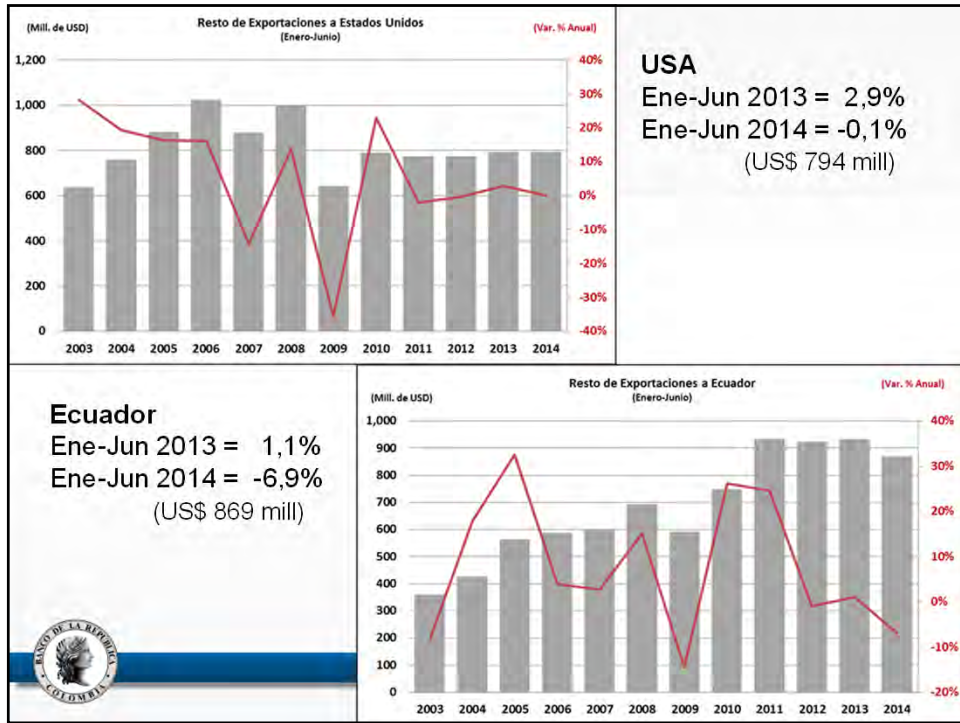 (Mill. de USD)
Resto de Exportaciones a Estados Unidos
(Var. % Anual)
(Enero-Junio)
1,200
1,000
800
600
400
200
0
40%
30%
20%
10%
0%
-10%
-20%
-30%
-40%
2003 2004 2005 2006 2007 2008 2009 2010 2011 2012 2013 2014
USA
Ene-Jun 2013 = 2,9%
Ene-Jun 2014 = -0,1%
(US$ 794 mill)
Ecuador
Ene-Jun 2013 = 1,1%
Ene-Jun 2014 = -6,9%
(US$ 869 mill)
BANCO DE LA REPUBLICA
COLOMBIA
(Mill. de USD)
Resto de Exportaciones a Ecuador
(Var. % Anual)
(Enero-Junio)
1,000
900
800
700
600
500
400
300
200
100
0
40%
30%
20%
10%
0%
-10%
-20%
2003 2004 2005 2006 2007 2008 2009 2010 2011 2012 2013 2014